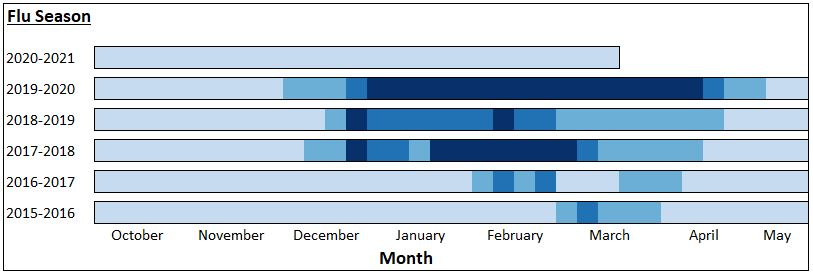 Flu Season
2020-2021
2019-2020
2018-2019
2017-2018
2016-2017
2015-2016
October November December January February March April May
Month